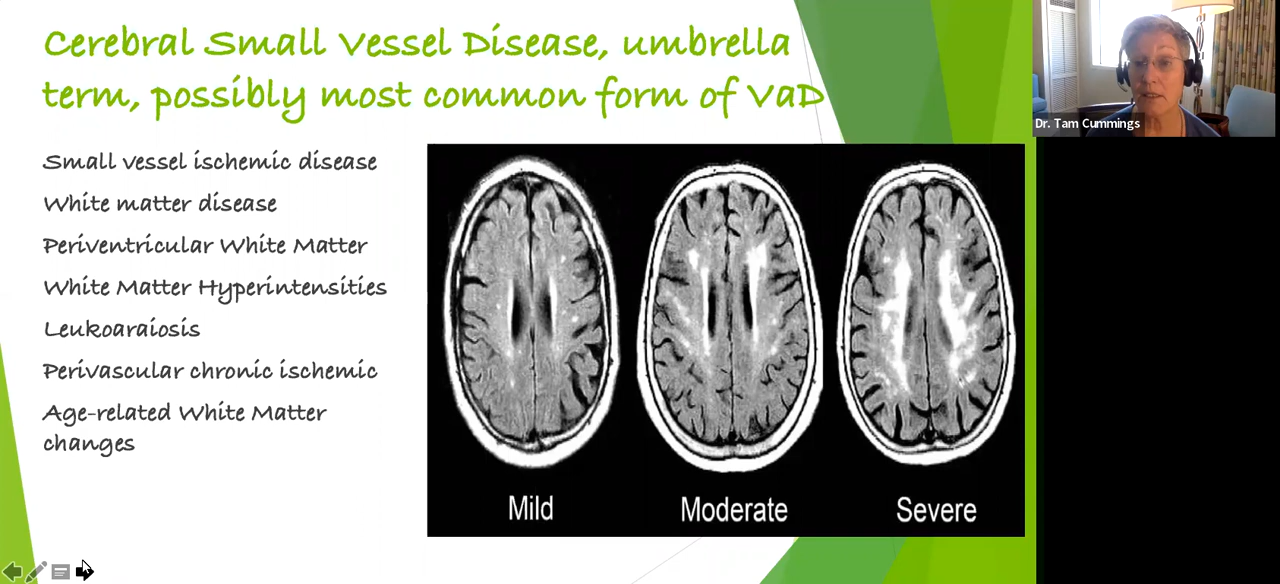 Cerebral Small Vessel Disease, umbrella
term, possibly most common form of VaD
Small vessel ischemic disease
White matter disease
Periventricular White Matter
White Matter Hyperintensities
Leukoaraiosis
Perivascular chronic ischemic
Age-related White Matter
changes
Mild
Moderate
Severe
Dr. Tam Cummings